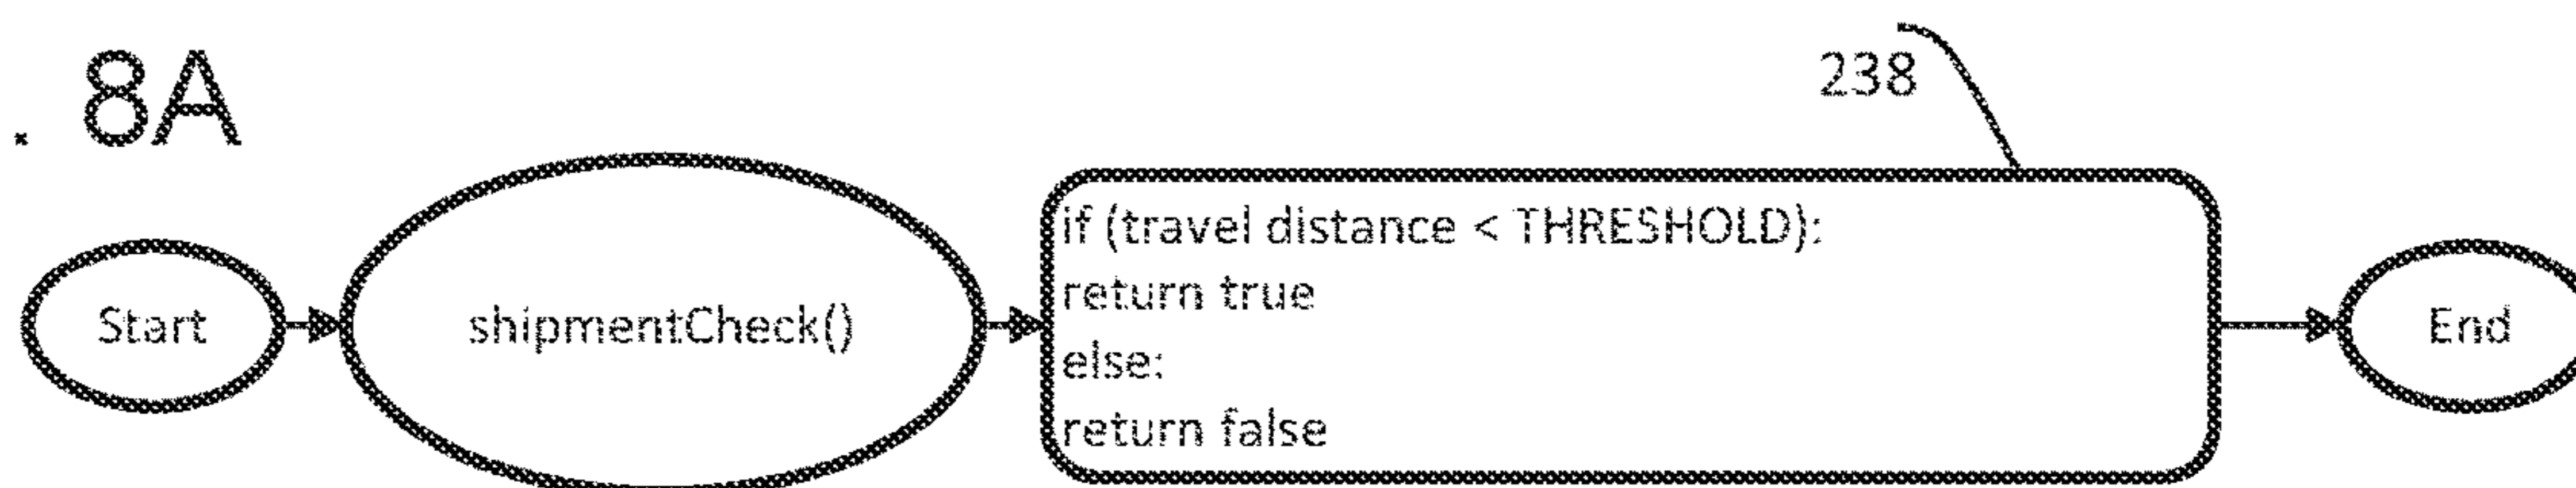 . 8A
238
Start
shipmentCheck()
if (travel distance < THRESHOLD):
return true
else:
return false
End